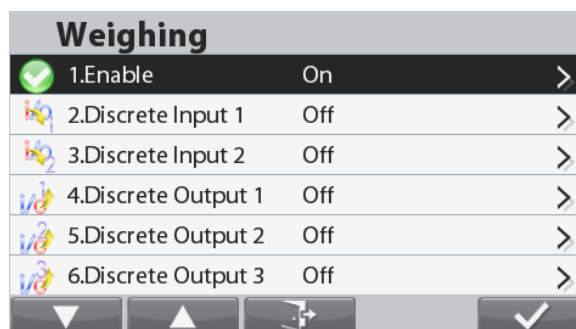 Weighing
1.Enable On
2.Discrete Input 1 Off
3.Discrete Input 2 Off
4.Discrete Output 1 Off
5.Discrete Output 2 Off
6.Discrete Output 3 Off